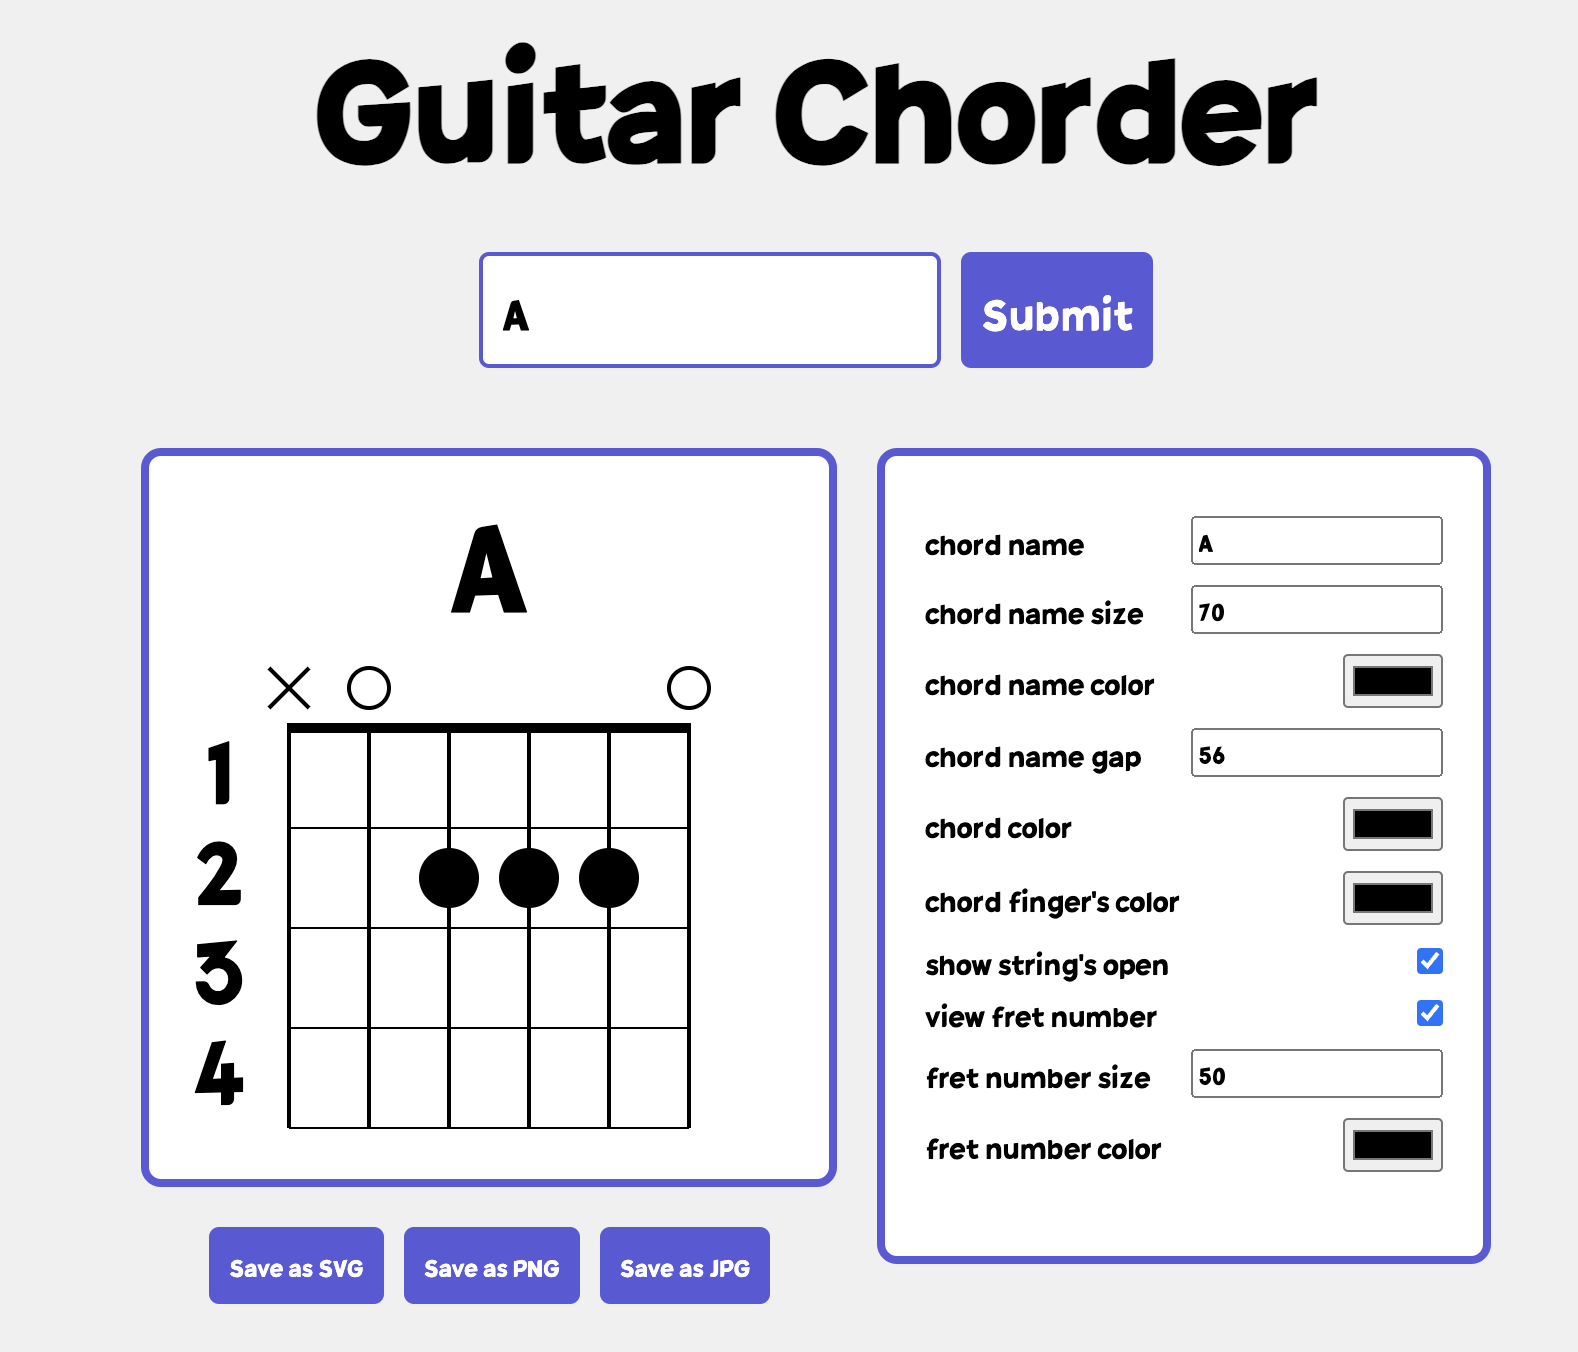 Guitar Chorder
A
Submit
A
1
2
3
4
Save as SVG
Save as PNG
Save as JPG
chord name
A
chord name size
70
chord name color
chord name gap
56
chord color
chord finger's color
show string's open
view fret number
fret number size
50
fret number color